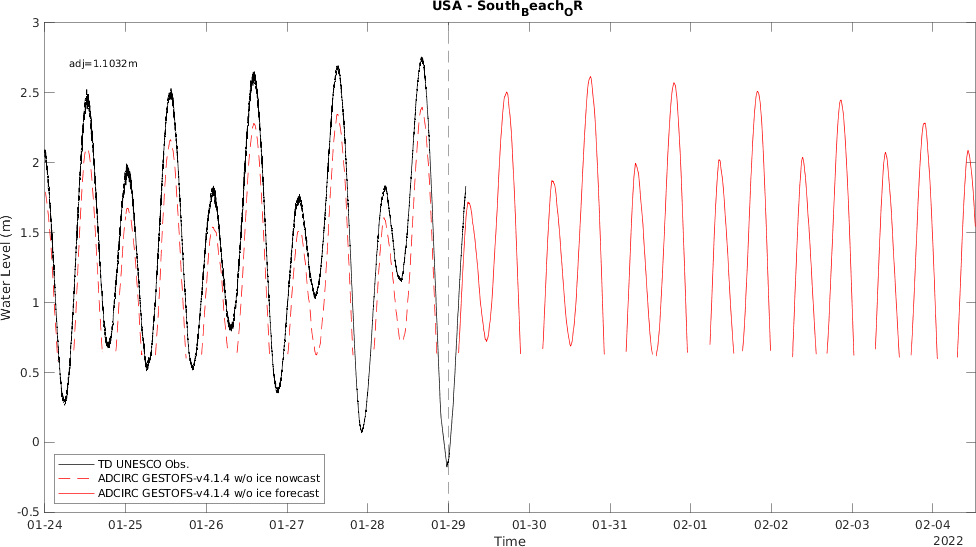 USA - South_Beach_OR
3
2.5
2
1.5
1
0.5
0
-0.5
Water Level (m)
adj=1.1032m
TD UNESCO Obs.
ADCIRC GESTOFS-v4.1.4 w/o ice nowcast
ADCIRC GESTOFS-v4.1.4 w/o ice forecast
01-24 01-25 01-26 01-27 01-28 01-29 01-30 01-31 02-01 02-02 02-03 02-04
Time
2022